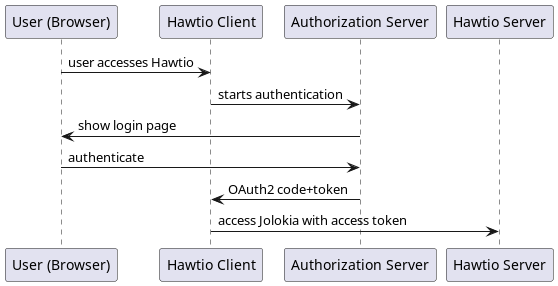 User (Browser)
Hawtio Client
Authorization Server
Hawtio Server
user accesses Hawtio
starts authentication
show login page
authenticate
OAuth2 code+token
access Jolokia with access token
User (Browser)
Hawtio Client
Authorization Server
Hawtio Server